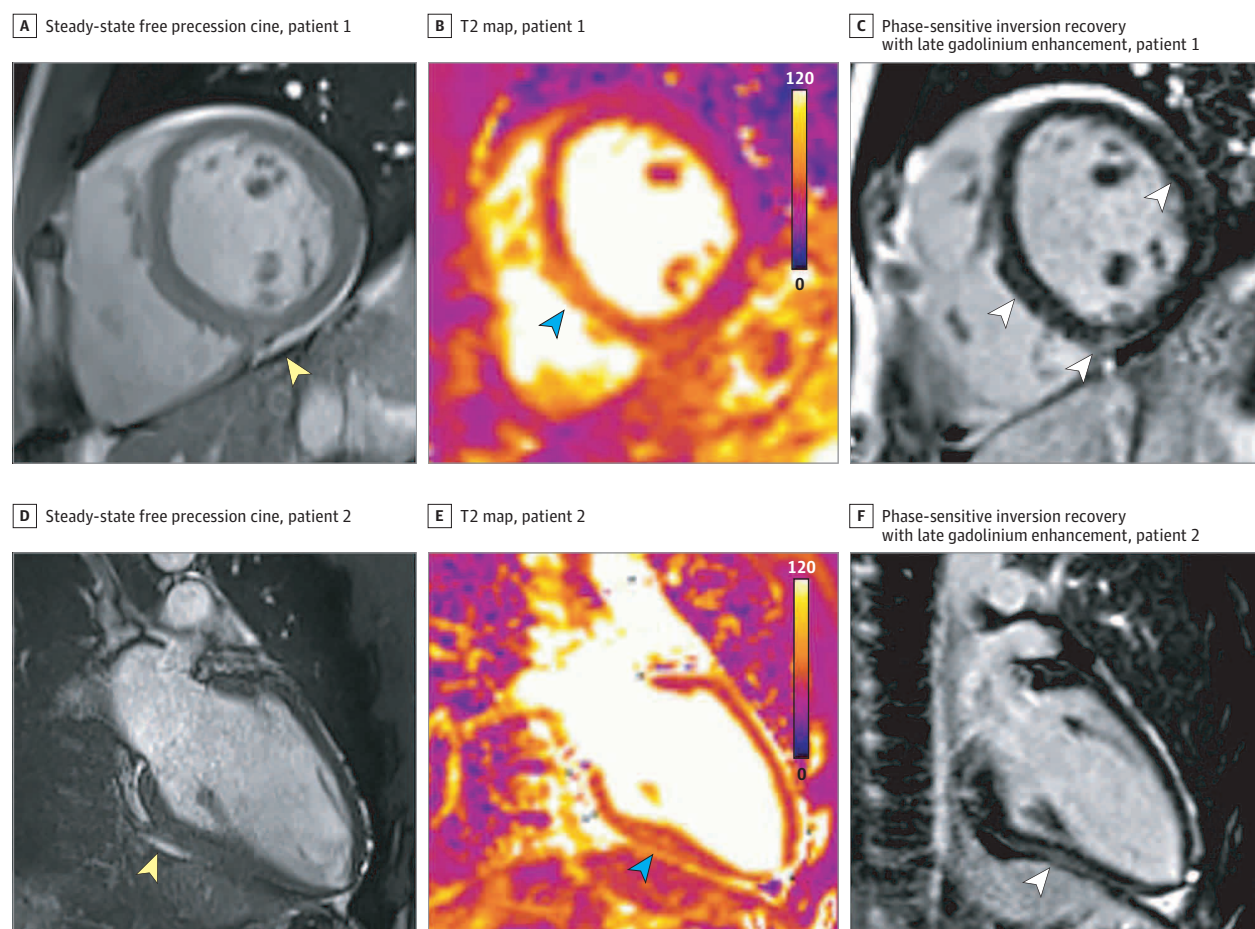 A Steady-state free precession cine, patient 1
B T2 map, patient 1
C Phase-sensitive inversion recovery
with late gadolinium enhancement, patient 1
120
0
D Steady-state free precession cine, patient 2
E T2 map, patient 2
F Phase-sensitive inversion recovery
with late gadolinium enhancement, patient 2
120
0